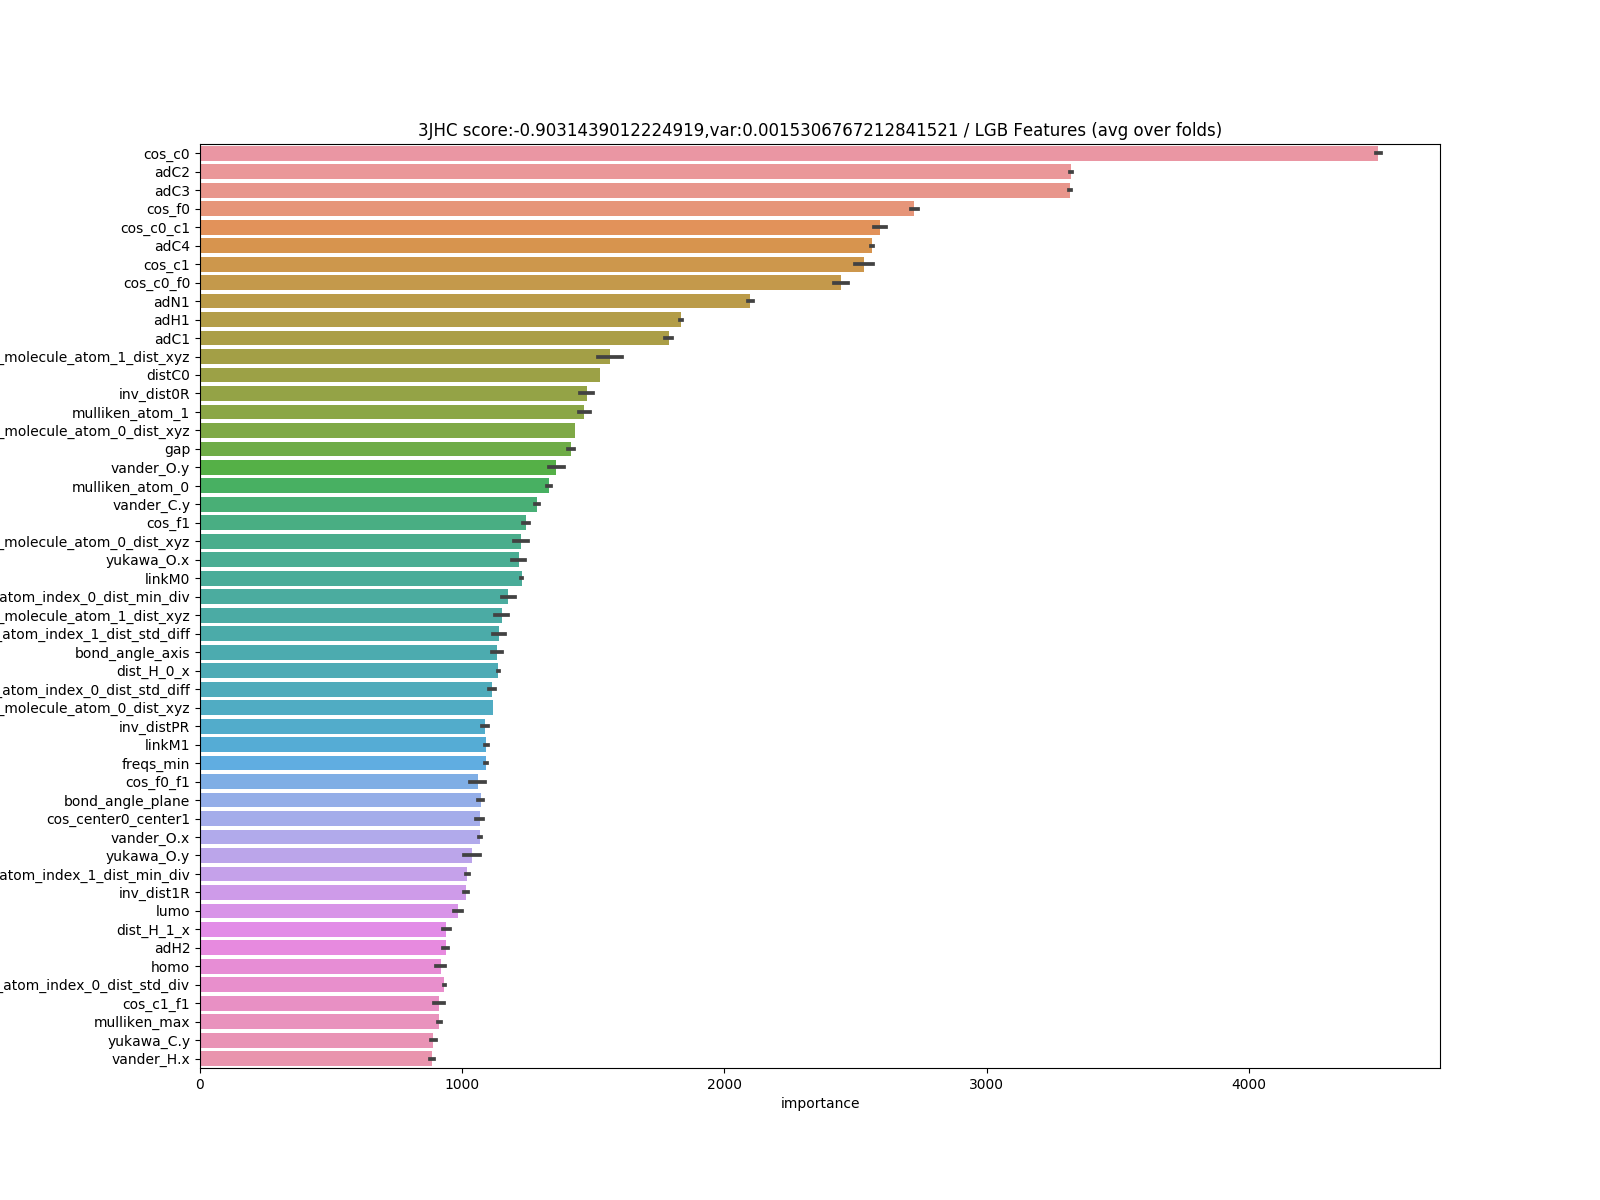 3JHC score:-0.9031439012224919,var:0.0015306767212841521 / LGB Features (avg over folds)
cos_c0
adC2
adC3
cos_f0
cos_c0_c1
adC4
cos_c1
cos_c0_f0
adN1
adH1
adC1
_molecule_atom_1_dist_xyz
distC0
inv_dist0R
mulliken_atom_1
_molecule_atom_0_dist_xyz
gap
vander_O.y
mulliken_atom_0
vander_C.y
cos_f1
_molecule_atom_0_dist_xyz
yukawa_O.x
linkM0
atom_index_0_dist_min_div
_molecule_atom_1_dist_xyz
_atom_index_1_dist_std_diff
bond_angle_axis
dist_H_0_x
_atom_index_0_dist_std_diff
_molecule_atom_0_dist_xyz
inv_distPR
linkM1
freqs_min
cos_f0_f1
bond_angle_plane
cos_center0_center1
vander_O.x
yukawa_O.y
atom_index_1_dist_min_div
inv_dist1R
lumo
dist_H_1_x
adH2
homo
_atom_index_0_dist_std_div
cos_c1_f1
mulliken_max
yukawa_C.y
vander_H.x
0 1000 2000 3000 4000
importance